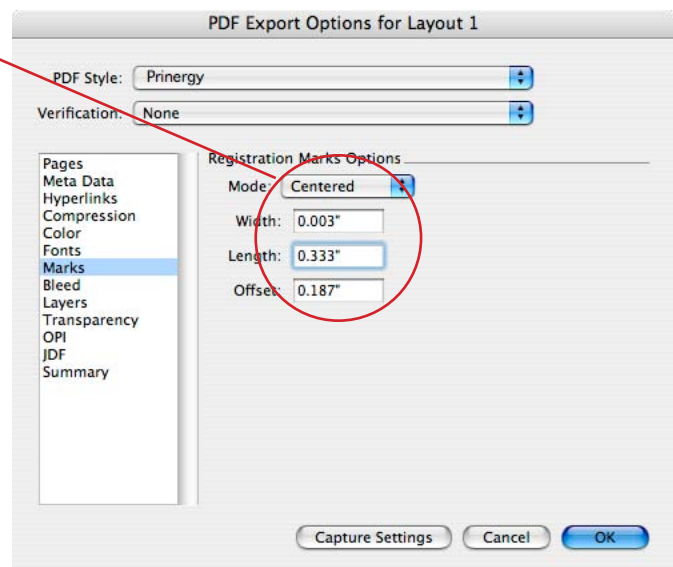 PDF Export Options for Layout 1
PDF Style: Prinergy
Verification: None
Pages
Meta Data
Hyperlinks
Compression
Color
Fonts
Marks
Bleed
Layers
Transparency
OPI
JDF
Summary
Registration Marks Options
Mode: Centered
Width: 0.003"
Length: 0.333"
Offset: 0.187"
Capture Settings Cancel OK